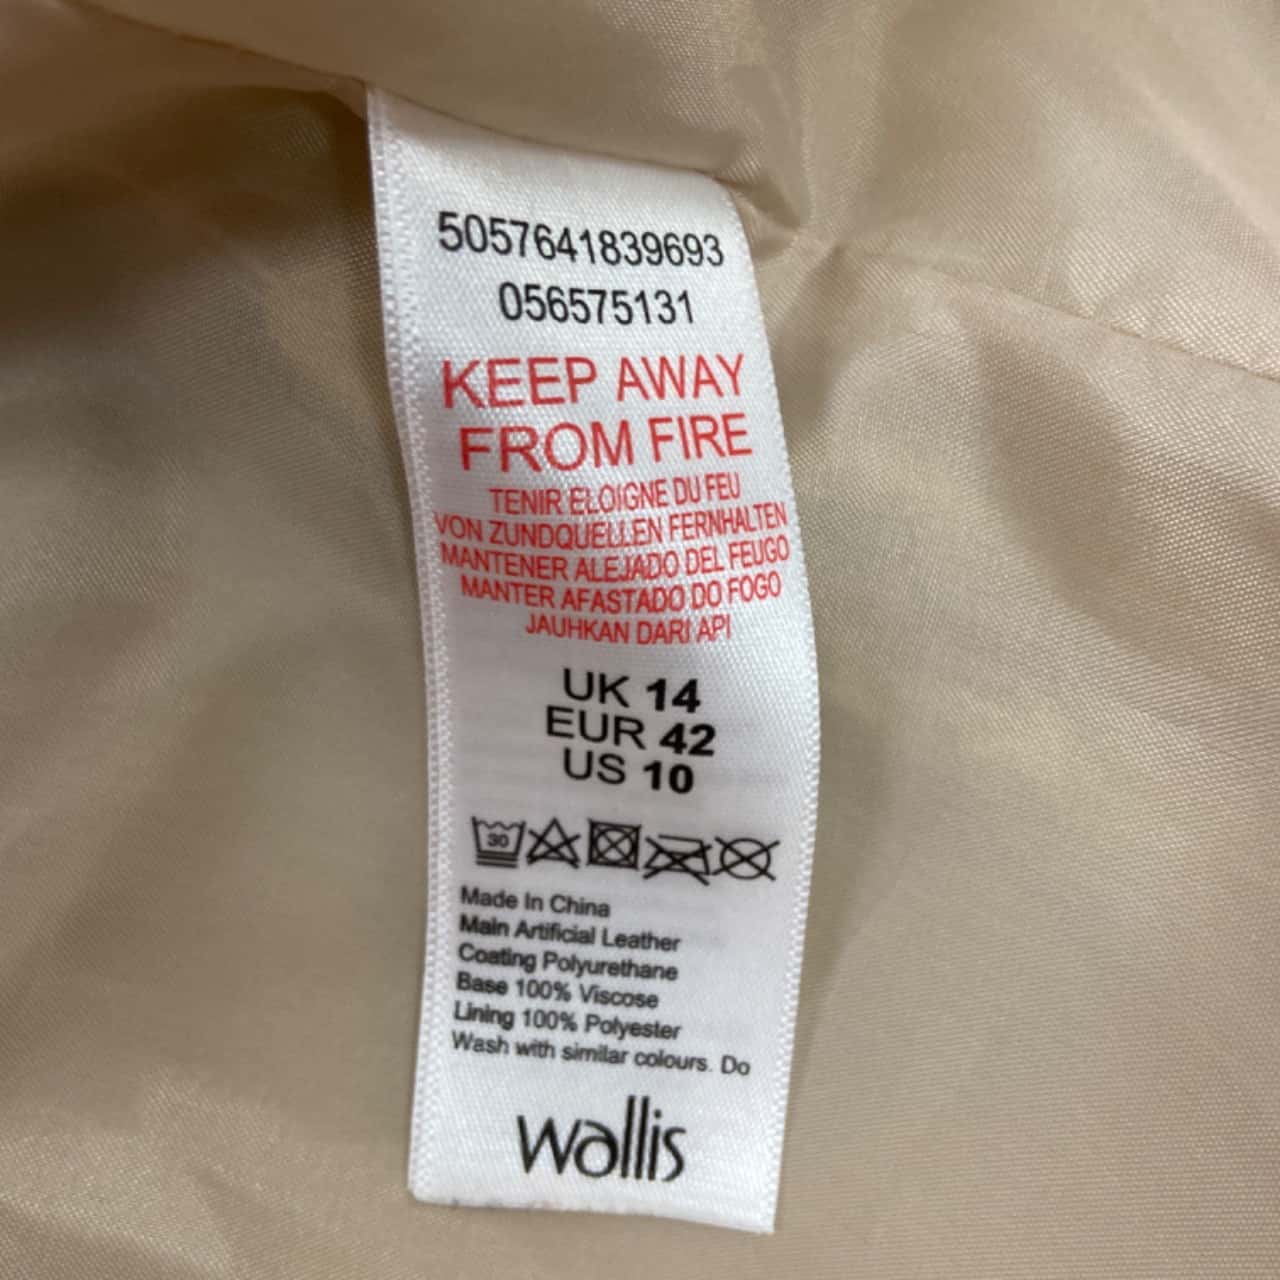 5057641839693
056575131
KEEP AWAY
FROM FIRE
TENIR ELOIGNE DU FEU
VON ZUNDQUELLEN FERNHALTEN
MANTENER ALEJADO DEL FEUGO
MANTER AFASTADO DO FOGO
JAUHKAN DARI API
UK 14
EUR 42
US 10
30
Made In China
Main Artificial Leather
Coating Polyurethane
Base 100% Viscose
Lining 100% Polyester
Wash with similar colours. Do
wallis